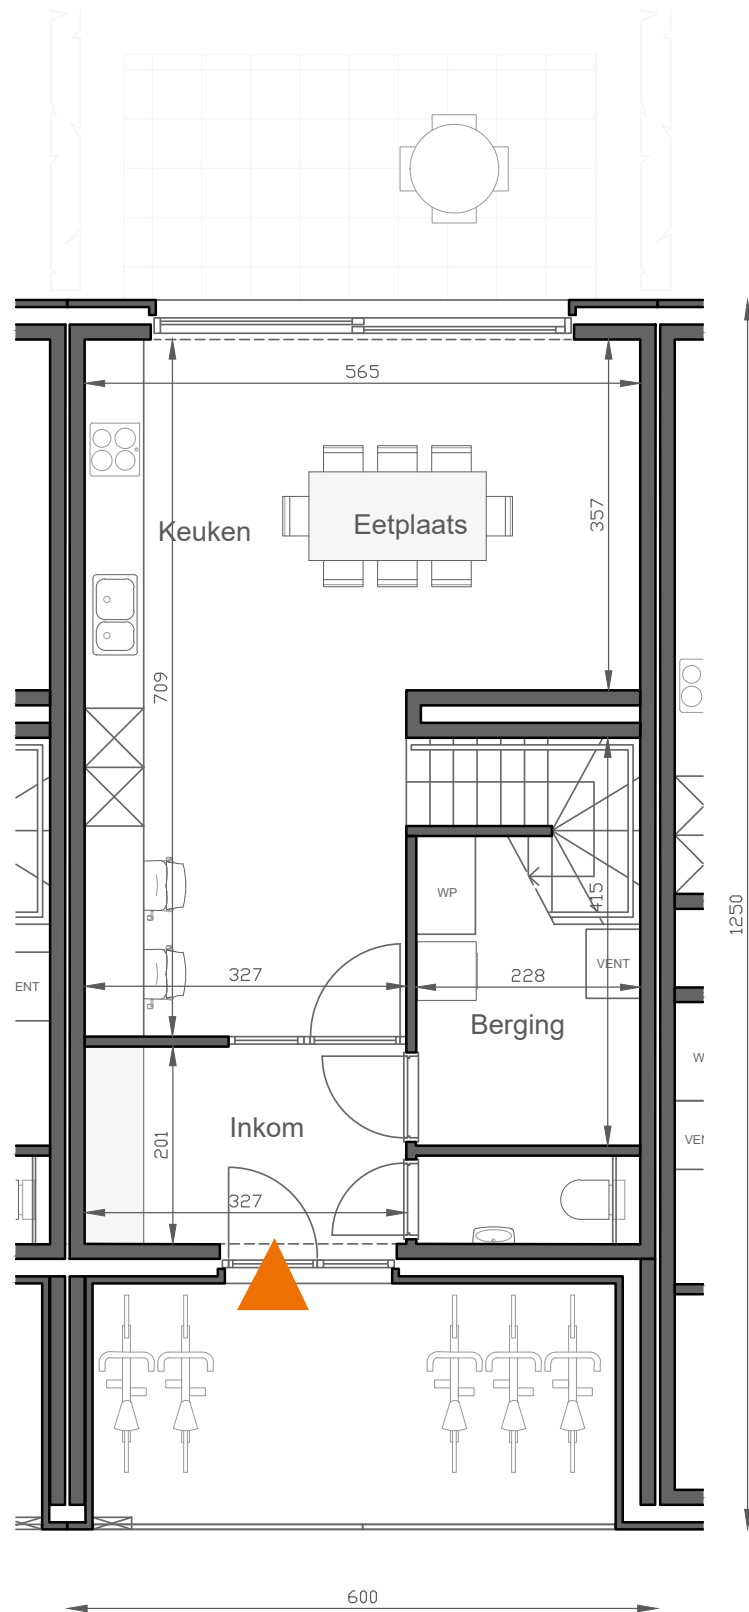 565
357
Keuken
Eetplaats
709
WP
415
1250
327
228
VENT
ENT
Berging
W
Inkom
201
VEN
327
600